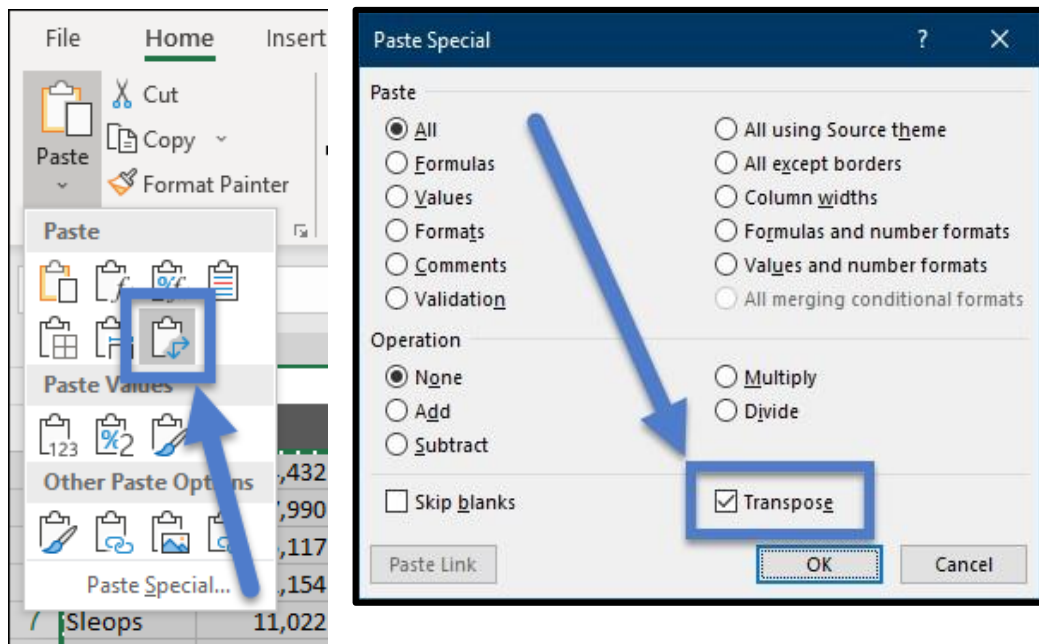 File Home Insert
Cut
Copy
Paste
Format Painter
Paste
Paste Values
123
%2
Other Paste Options
,432
,990
,117
,154
Paste Special...
7 Sleops 11,022
Paste Special ? X
Paste
All
All using Source theme
Formulas
All except borders
Values
Column widths
Formats
Formulas and number formats
Comments
Values and number formats
Validation
All merging conditional formats
Operation
None
Multiply
Add
Divide
Subtract
Skip blanks
Transpose
Paste Link
OK
Cancel